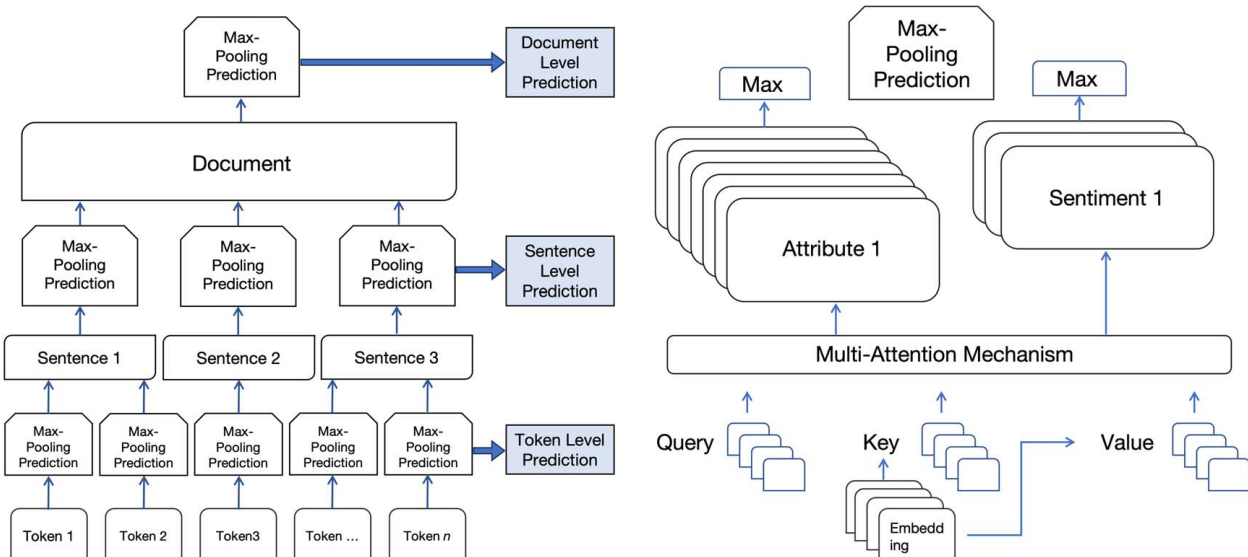 Max-
Pooling
Prediction
Document
Level
Prediction
Document
Max-
Pooling
Prediction
Max-
Pooling
Prediction
Max-
Pooling
Prediction
Sentence
Level
Prediction
Sentence 1
Sentence 2
Sentence 3
Max-
Pooling
Prediction
Max-
Pooling
Prediction
Max-
Pooling
Prediction
Max-
Pooling
Prediction
Max-
Pooling
Prediction
Token Level
Prediction
Token 1
Token 2
Token3
Token ...
Token n
Max
Max-
Pooling
Prediction
Max
Attribute 1
Sentiment 1
Multi-Attention Mechanism
Query
Key
Value
Embedd
ing